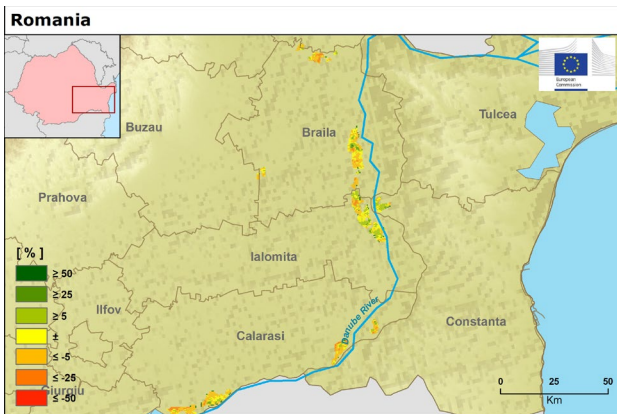 Romania
European
Commission
Tulcea
Buzau
Braila
Prahova
Ialomita
[ % ]
≥ 50
≥ 25
≥ 5
±
≤ -5
≤ -25
≤ -50
Ilfov
Giurgiu
Calarasi
Danube River
Constanta
0 25 50
Km